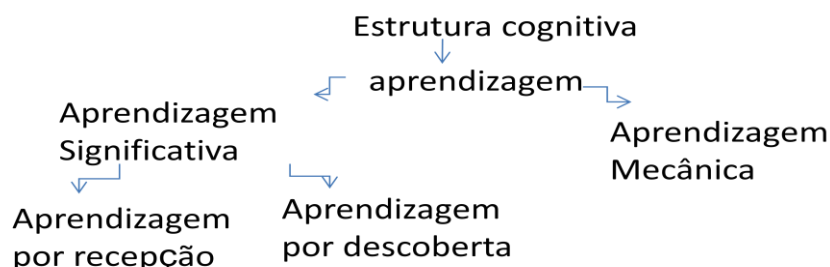 Estrutura cognitiva
aprendizagem
Aprendizagem
Significativa
Aprendizagem
Mecânica
Aprendizagem
por recepção
Aprendizagem
por descoberta